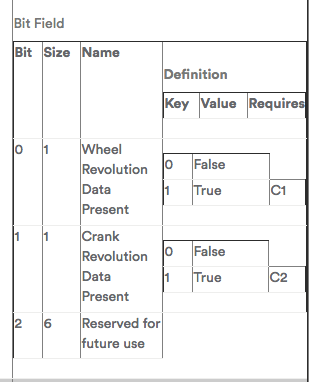 Bit Field
Bit Size Name
Definition
Key Value Requires
0 1 Wheel
Revolution
Data
Present
0 False
1 True C1
1 1 Crank
Revolution
Data
Present
0 False
1 True C2
2 6 Reserved for
future use